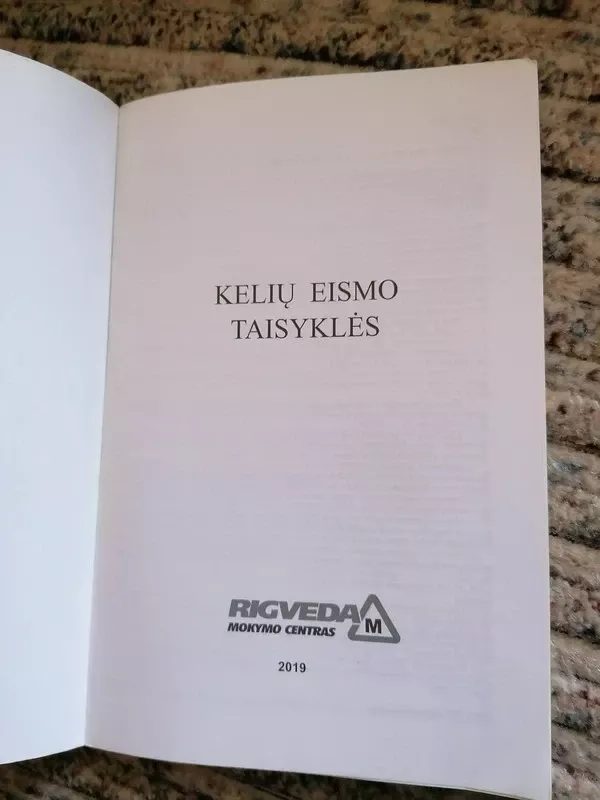 KELIŲ EISMO
TAISYKLĖS
RIGVEDA
MOKYMO CENTRAS
M
2019